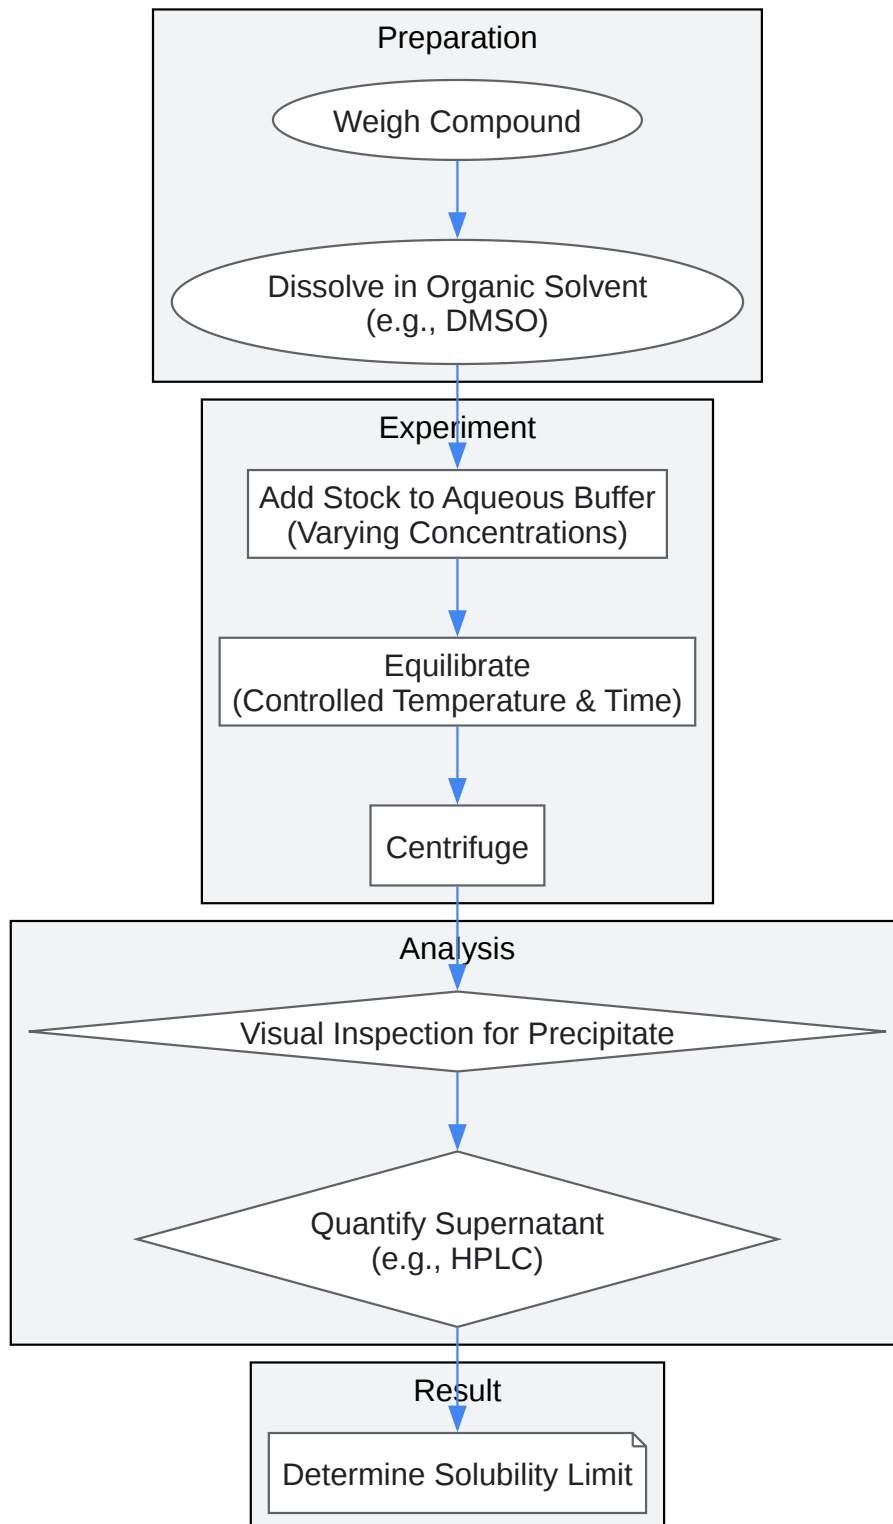 Preparation
Weigh Compound
Dissolve in Organic Solvent
(e.g., DMSO)
Experiment
Add Stock to Aqueous Buffer
(Varying Concentrations)
Equilibrate
(Controlled Temperature & Time)
Centrifuge
Analysis
Visual Inspection for Precipitate
Quantify Supernatant
(e.g., HPLC)
Result
Determine Solubility Limit